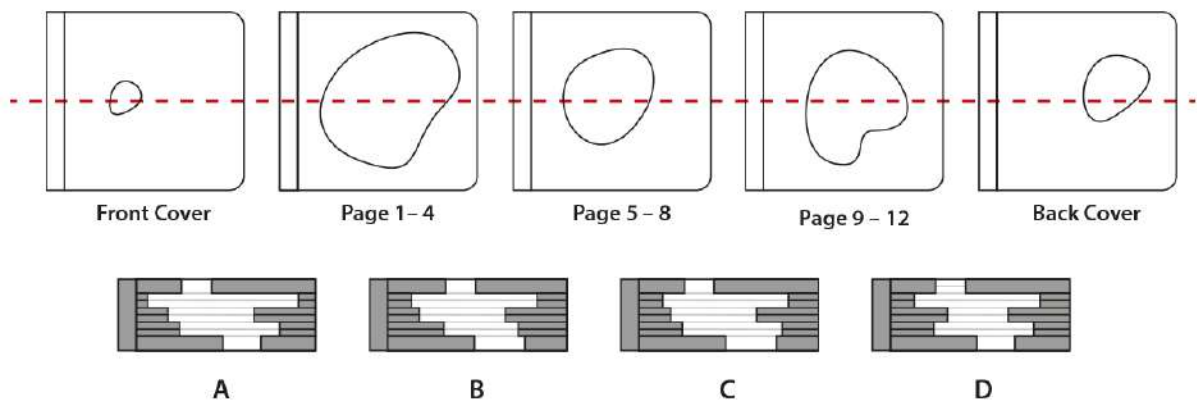 Front Cover
Page 1 – 4
Page 5 – 8
Page 9 – 12
Back Cover
A
B
C
D